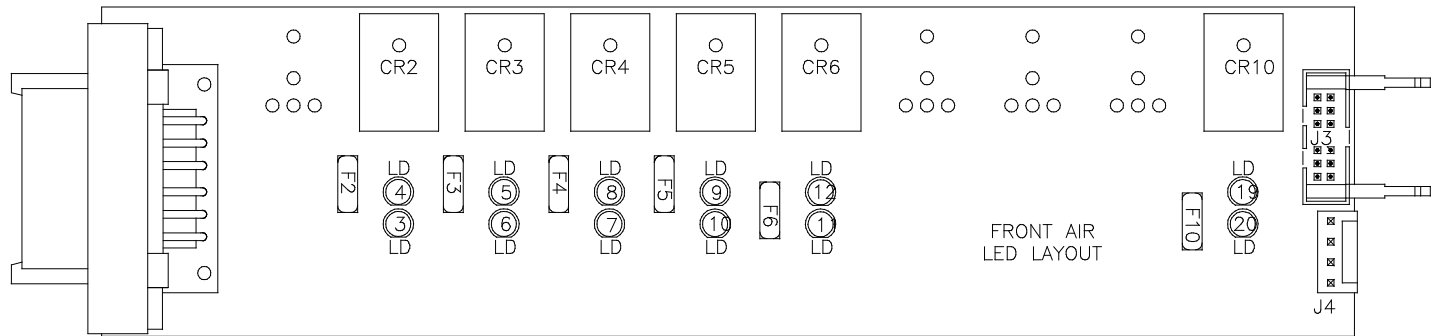 CR2 CR3 CR4 CR5 CR6 CR10
J3
LD LD LD LD LD LD
F2 F3 F4 F5 F6 F10
4 5 8 9 12 19
3 6 7 10 11 20
LD LD LD LD LD LD
FRONT AIR
LED LAYOUT
J4